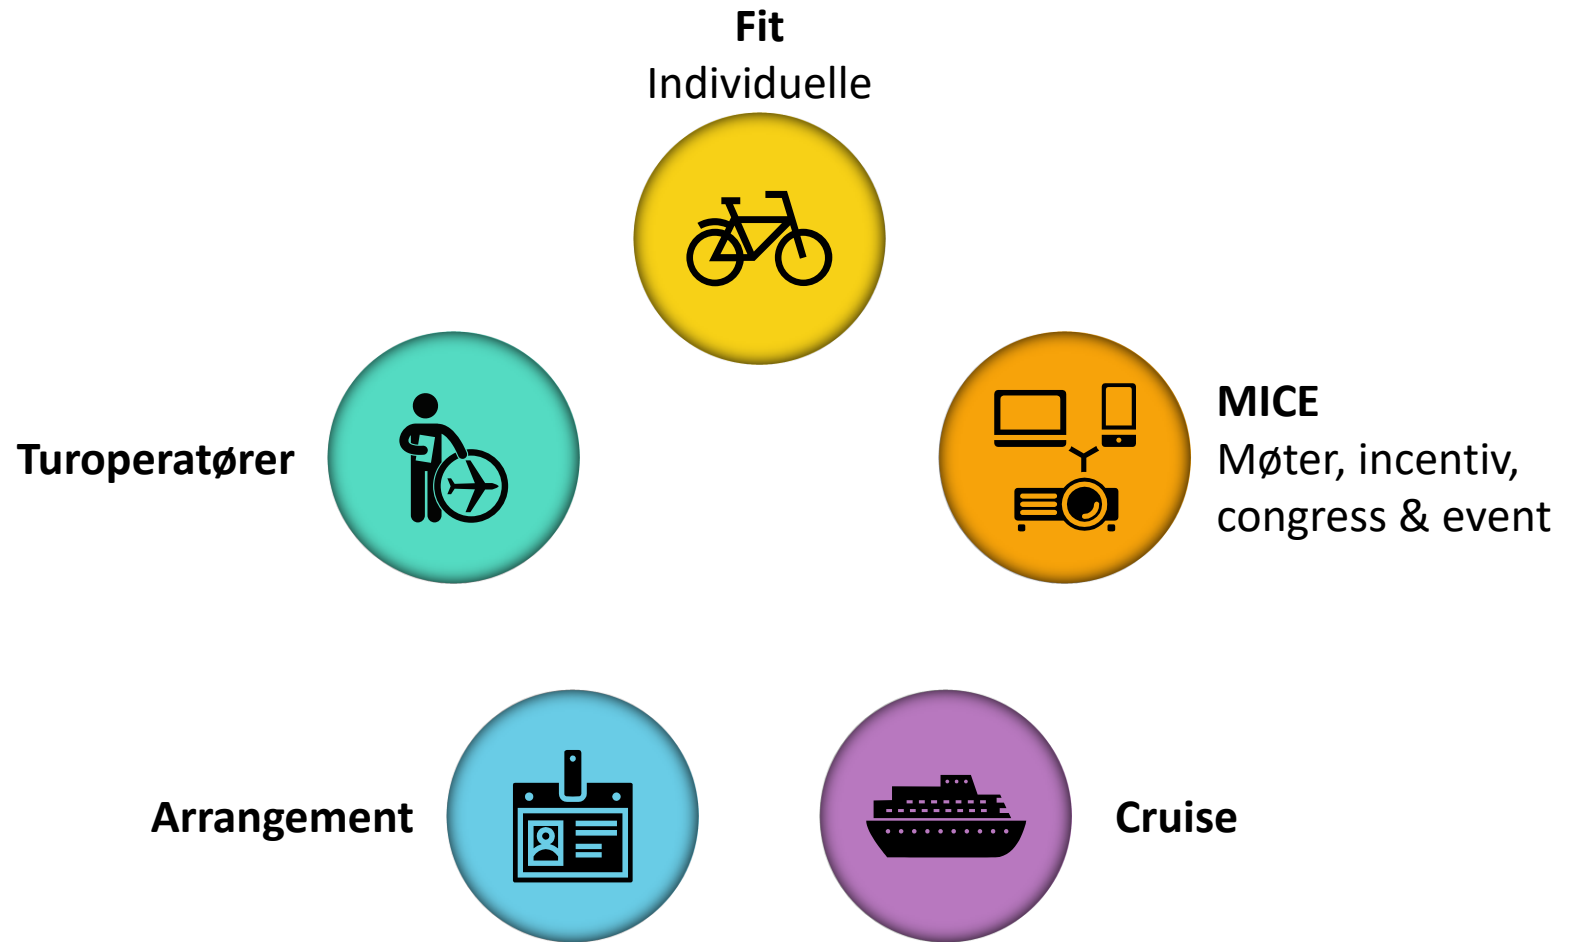 Fit
Individuelle
MICE
Møter, incentiv,
congress & event
Turoperatører
Arrangement
Cruise